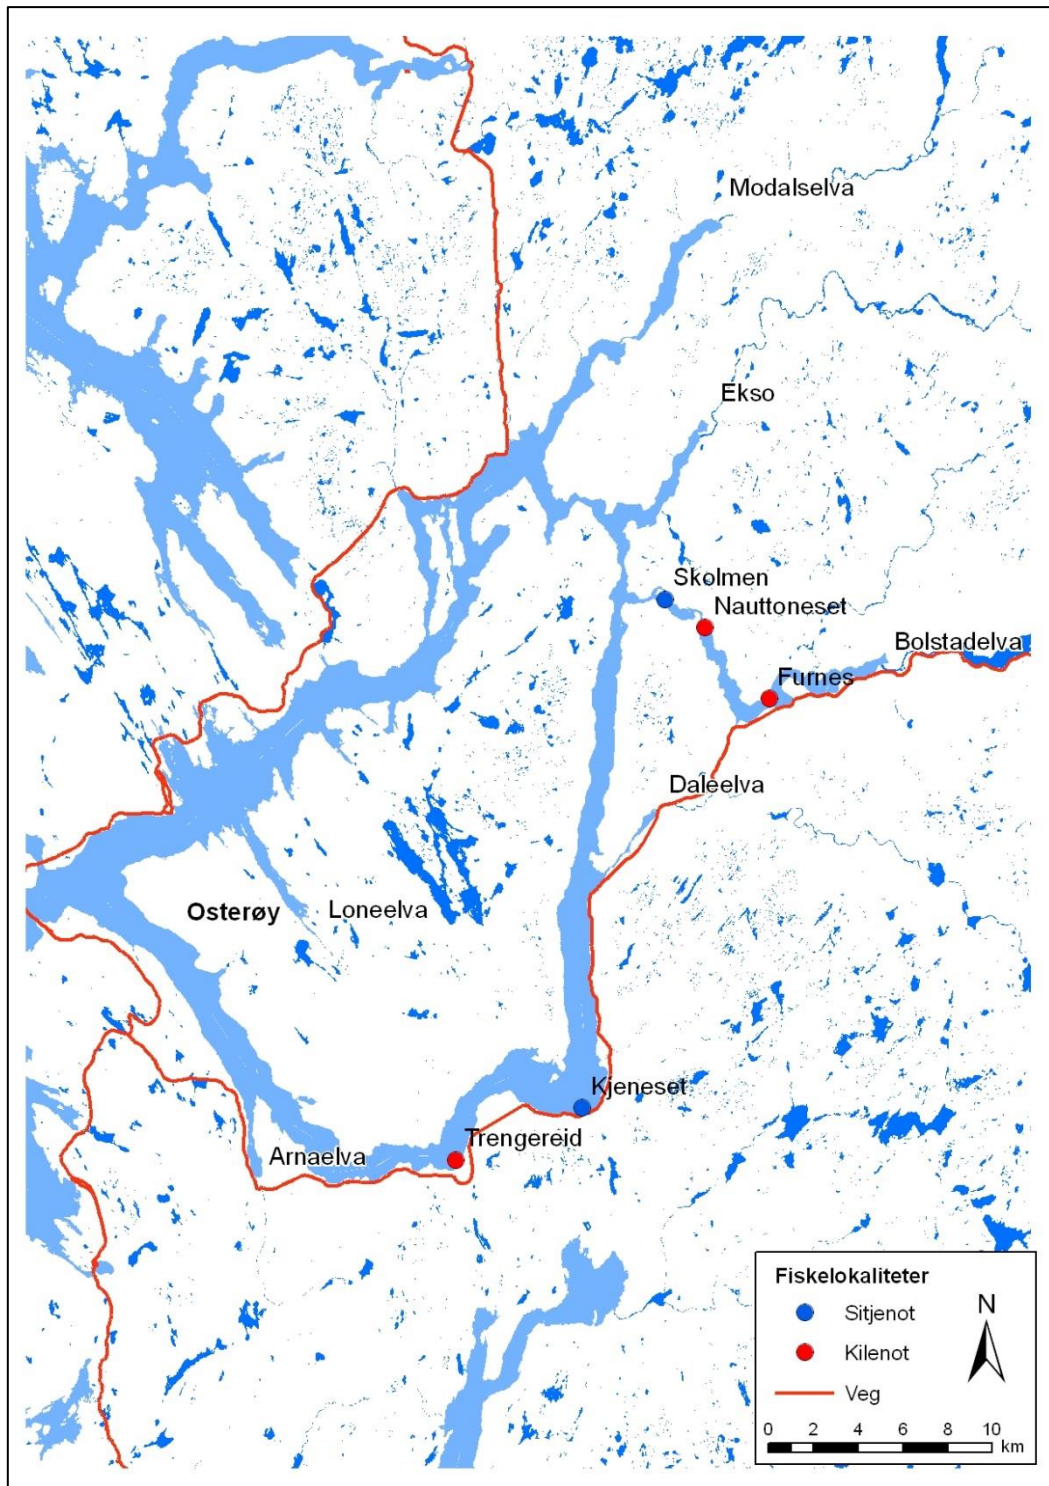 Modalselva
Ekso
Skolmen
Nauttoneset
Bolstadelva
Furnes
Daleelva
Osterøy
Loneelva
Kjeneset
Trengereid
Arnaelva
Fiskelokaliteter
Sitjenot
Kilenot
Veg
N
0 2 4 6 8 10
km